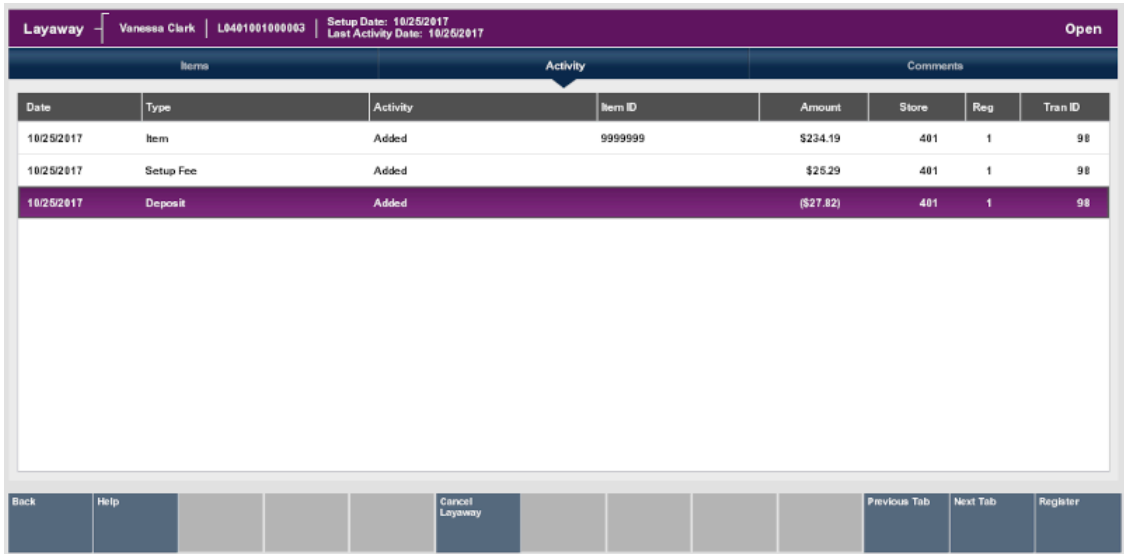 Layaway Vanessa Clark L0401001000003 Setup Date: 10/25/2017 Open
Last Activity Date: 10/25/2017
Items Activity Comments
Date Type Activity Item ID Amount Store Reg Tran ID
10/25/2017 Item Added 9999999 $234.19 401 1 98
10/25/2017 Setup Fee Added $25.29 401 1 98
10/25/2017 Deposit Added ($27.82) 401 1 98
Back Help Cancel Previous Tab Next Tab Register
Layaway